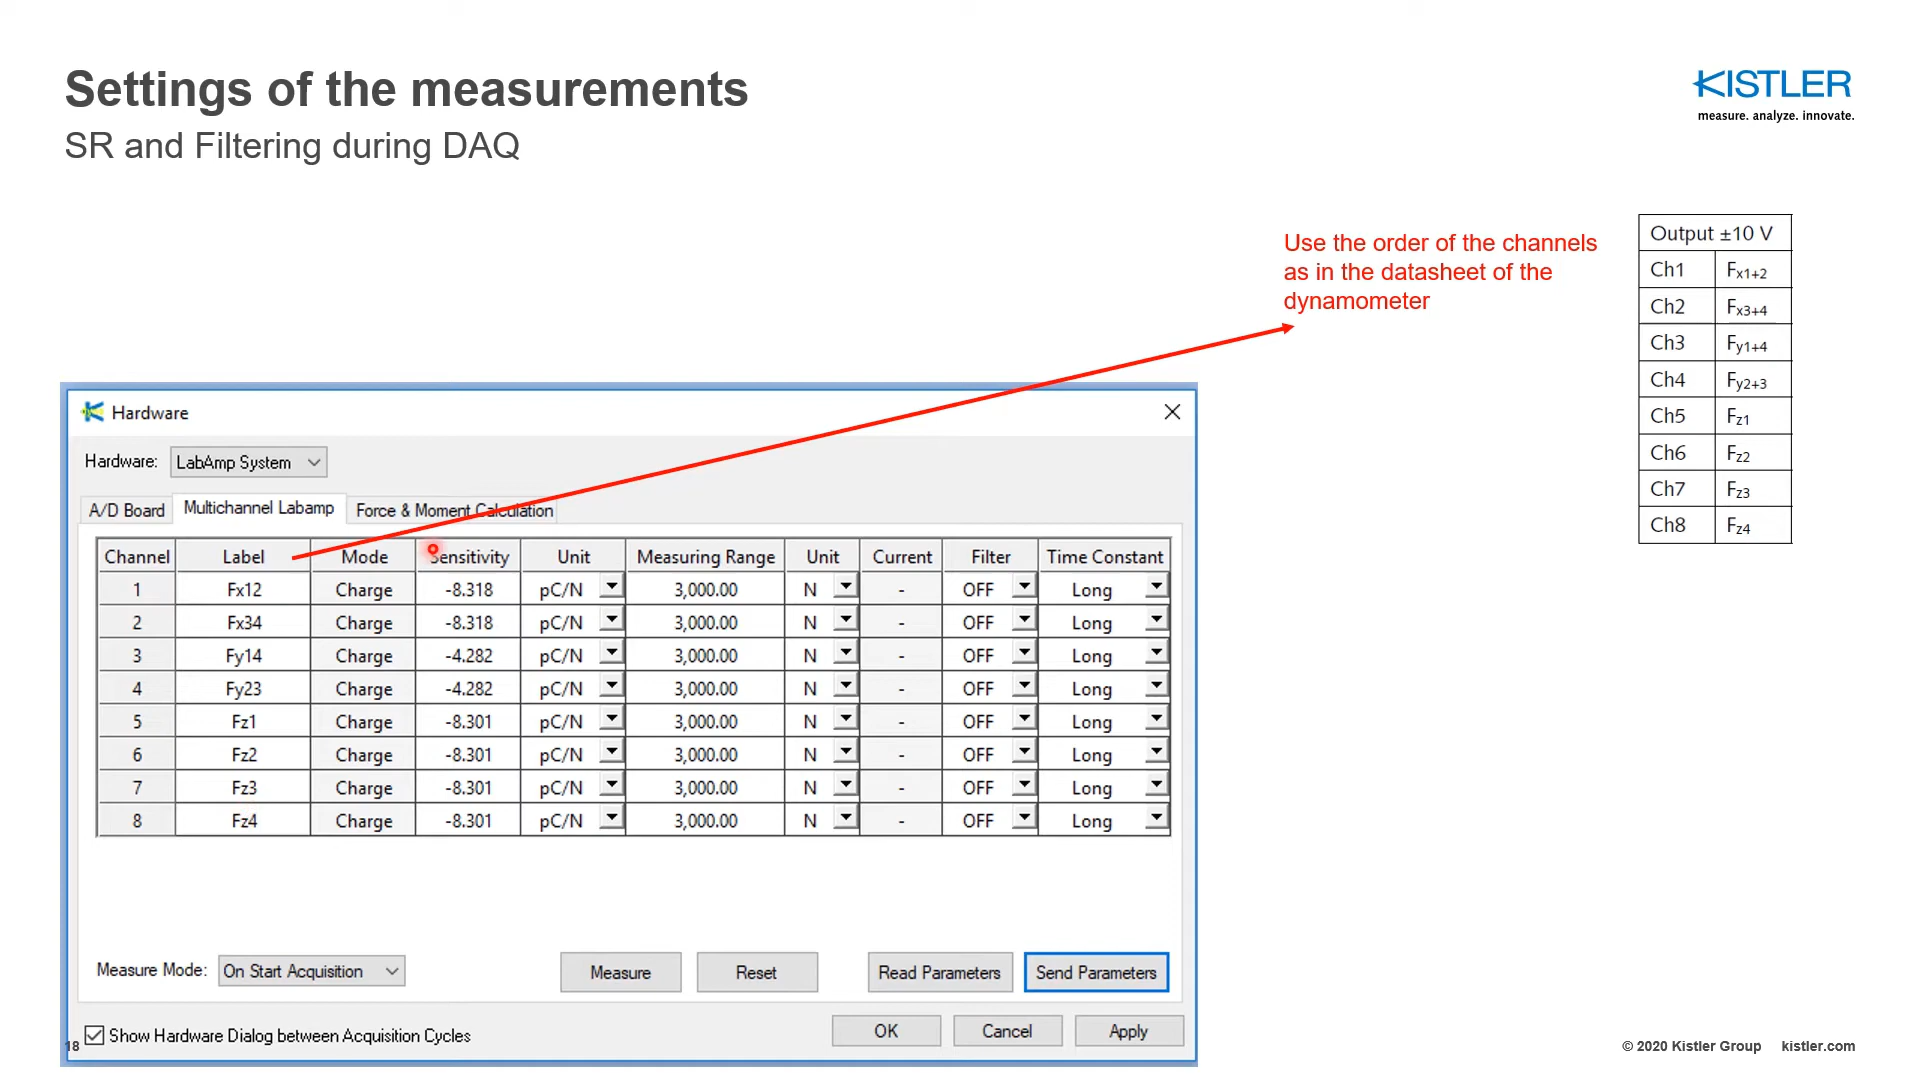 Settings of the measurements
SR and Filtering during DAQ
KISTLER
measure. analyze. innovate.
Use the order of the channels
as in the datasheet of the
dynamometer
Output ±10 V
Ch1 Fx1+2
Ch2 Fx3+4
Ch3 Fy1+4
Ch4 Fy2+3
Ch5 Fz1
Ch6 Fz2
Ch7 Fz3
Ch8 Fz4
Hardware
Hardware: LabAmp System
A/D Board Multichannel Labamp Force & Moment Calculation
Channel Label Mode Sensitivity Unit Measuring Range Unit Current Filter Time Constant
1 Fx12 Charge -8.318 pC/N 3,000.00 N - OFF Long
2 Fx34 Charge -8.318 pC/N 3,000.00 N - OFF Long
3 Fy14 Charge -4.282 pC/N 3,000.00 N - OFF Long
4 Fy23 Charge -4.282 pC/N 3,000.00 N - OFF Long
5 Fz1 Charge -8.301 pC/N 3,000.00 N - OFF Long
6 Fz2 Charge -8.301 pC/N 3,000.00 N - OFF Long
7 Fz3 Charge -8.301 pC/N 3,000.00 N - OFF Long
8 Fz4 Charge -8.301 pC/N 3,000.00 N - OFF Long
Measure Mode: On Start Acquisition Measure Reset Read Parameters Send Parameters
Show Hardware Dialog between Acquisition Cycles OK Cancel Apply
18
© 2020 Kistler Group kistler.com